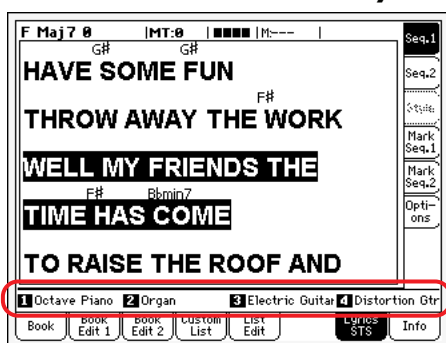 F Maj7 0 |MT:0 | |M:--- |
Seq.1
G# G#
HAVE SOME FUN
Seq.2
F#
THROW AWAY THE WORK
Style
Mark Seq.1
WELL MY FRIENDS THE
Mark Seq.2
F# Bbmin7
TIME HAS COME
Opti-
ons
TO RAISE THE ROOF AND
1 Octave Piano 2 Organ 3 Electric Guitar 4 Distortion Gtr
Book Book Edit 1 Book Edit 2 Custom List List Edit Lyrics STS Info